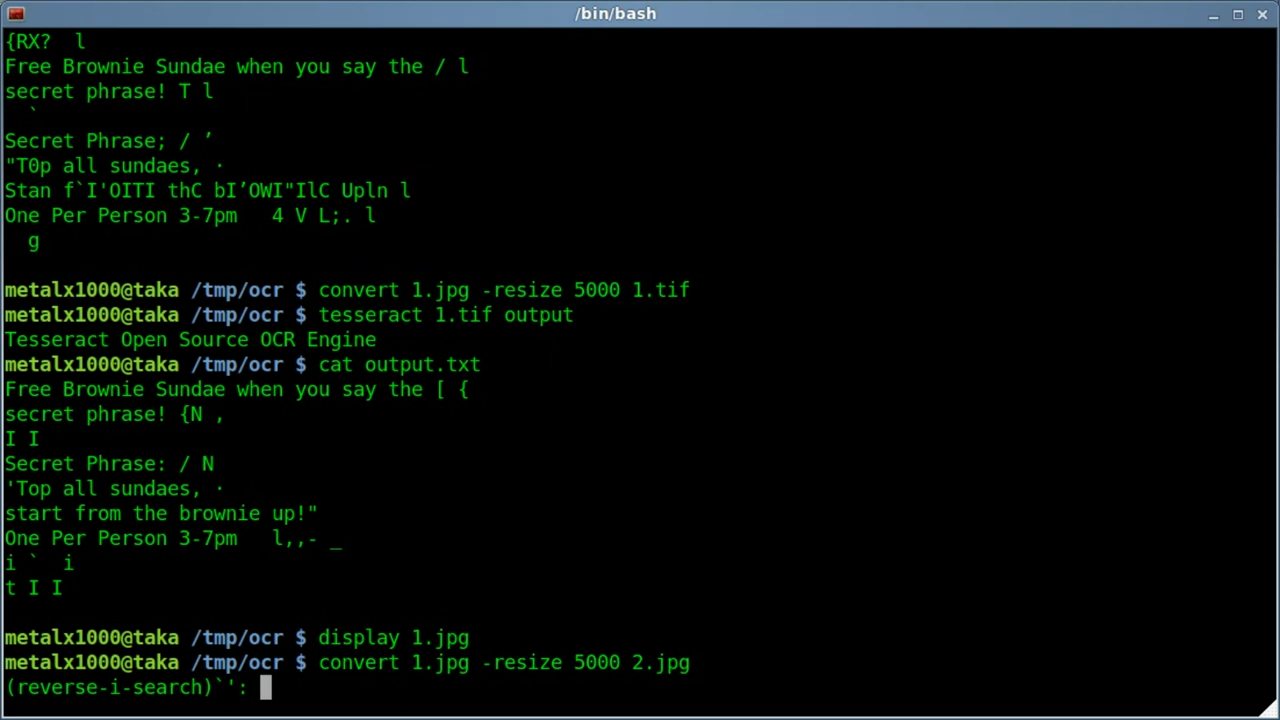 /bin/bash
{RX?  l
Free Brownie Sundae when you say the / l
secret phrase! T l
`
Secret Phrase; / ’
"T0p all sundaes, ·
Stan f`I'OITI thC bI’OWI"IlC Upln l
One Per Person 3-7pm   4 V L;. l
g
metalx1000@taka /tmp/ocr $ convert 1.jpg -resize 5000 1.tif
metalx1000@taka /tmp/ocr $ tesseract 1.tif output
Tesseract Open Source OCR Engine
metalx1000@taka /tmp/ocr $ cat output.txt
Free Brownie Sundae when you say the [ {
secret phrase! {N ,
I I
Secret Phrase: / N
'Top all sundaes, ·
start from the brownie up!"
One Per Person 3-7pm   l,,- _
i `  i
t I I
metalx1000@taka /tmp/ocr $ display 1.jpg
metalx1000@taka /tmp/ocr $ convert 1.jpg -resize 5000 2.jpg
(reverse-i-search)`':